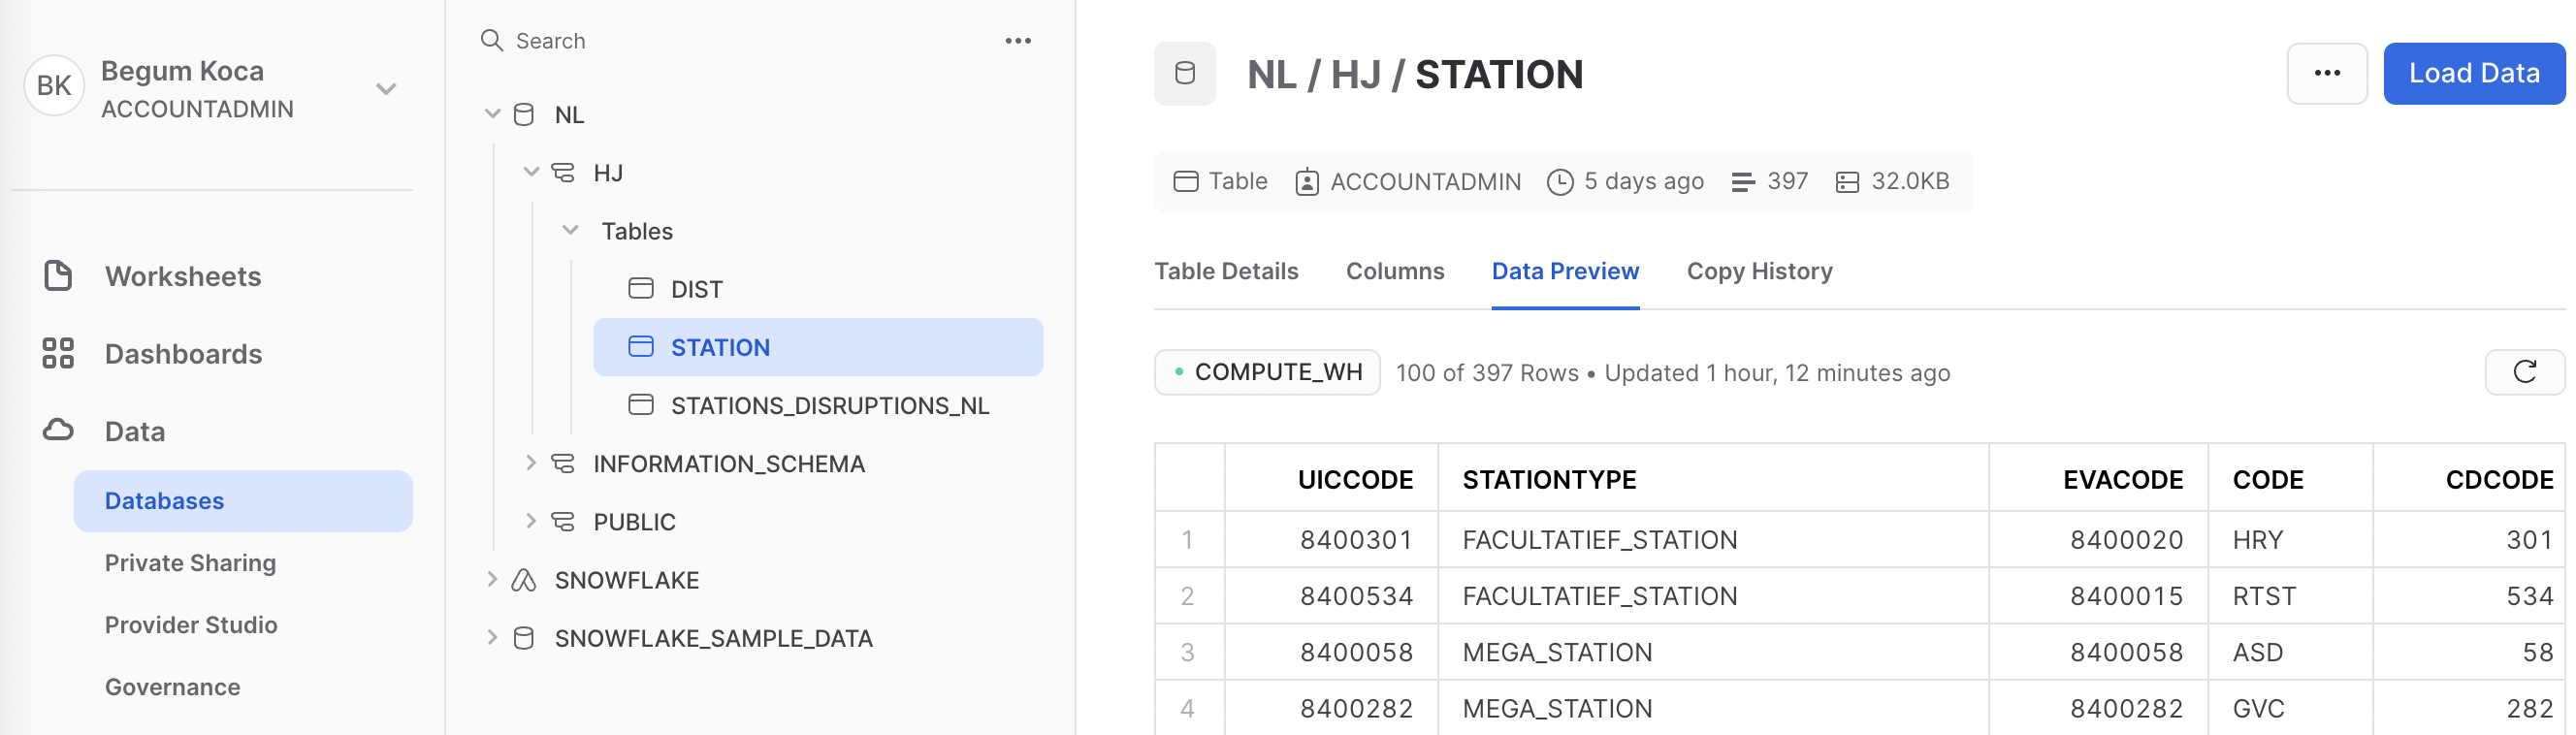 BK
Begum Koca
ACCOUNTADMIN
Worksheets
Dashboards
Data
Databases
Private Sharing
Provider Studio
Governance
Search
NL
HJ
Tables
DIST
STATION
STATIONS_DISRUPTIONS_NL
INFORMATION_SCHEMA
PUBLIC
SNOWFLAKE
SNOWFLAKE_SAMPLE_DATA
NL / HJ / STATION
Load Data
Table ACCOUNTADMIN 5 days ago 397 32.0KB
Table Details Columns Data Preview Copy History
COMPUTE_WH 100 of 397 Rows • Updated 1 hour, 12 minutes ago
UICCODE STATIONTYPE EVACODE CODE CDCODE
1 8400301 FACULTATIEF_STATION 8400020 HRY 301
2 8400534 FACULTATIEF_STATION 8400015 RTST 534
3 8400058 MEGA_STATION 8400058 ASD 58
4 8400282 MEGA_STATION 8400282 GVC 282